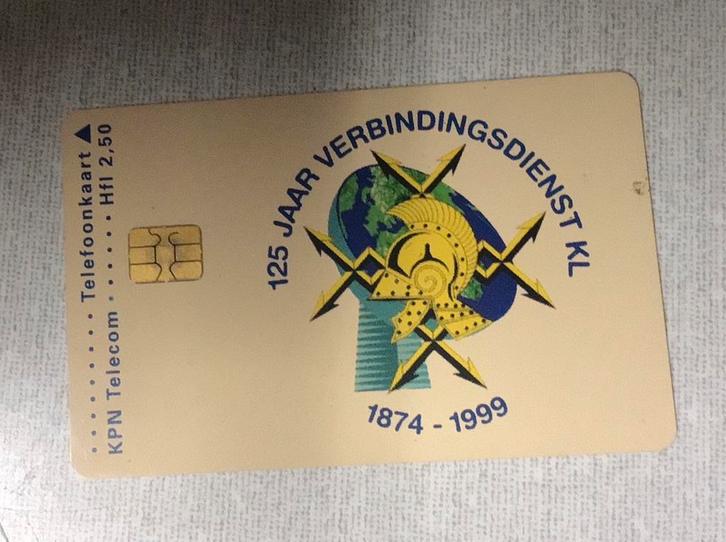 . . . . . . . . . Telefoonkaart ▲
KPN Telecom . . . . . . Hfl 2,50
125 JAAR VERBINDINGSDIENST KL
1874 - 1999